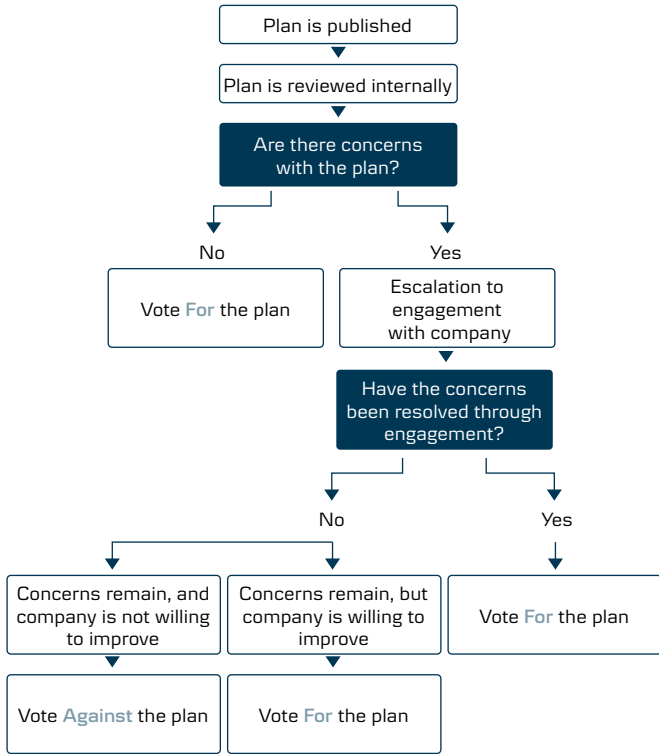 Plan is published
Plan is reviewed internally
Are there concerns
with the plan?
No
Yes
Vote For the plan
Escalation to
engagement
with company
Have the concerns
been resolved through
engagement?
No
Yes
Concerns remain, and
company is not willing
to improve
Concerns remain, but
company is willing to
improve
Vote For the plan
Vote Against the plan
Vote For the plan